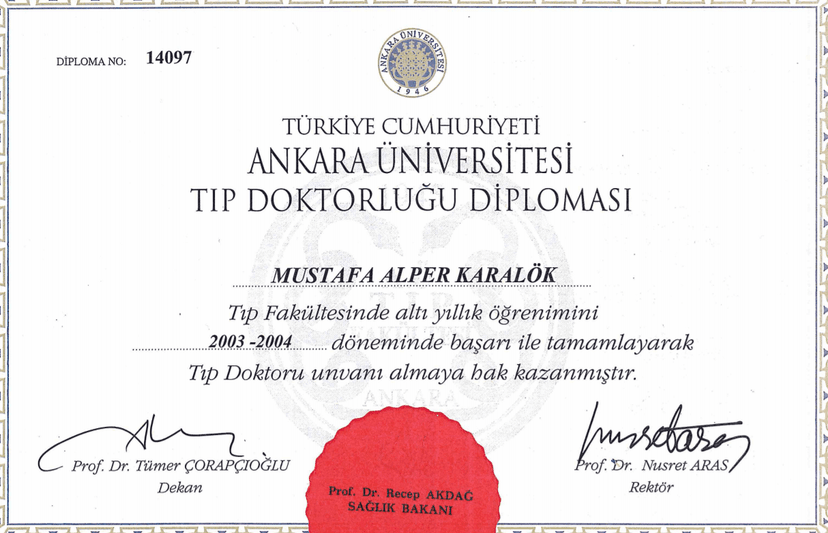 DİPLOMA NO: 14097
ANKARA ÜNİVERSİTESİ
1946
TÜRKİYE CUMHURİYETİ
ANKARA ÜNİVERSİTESİ
TIP DOKTORLUĞU DİPLOMASI
MUSTAFA ALPER KARALÖK
Tıp Fakültesinde altı yıllık öğrenimini
2003 -2004 döneminde başarı ile tamamlayarak
Tıp Doktoru unvanı almaya hak kazanmıştır.
TIP
FAKÜLTESİ
ANKARA
Prof. Dr. Tümer ÇORAPÇIOĞLU
Dekan
Prof. Dr. Recep AKDAĞ
SAĞLIK BAKANI
Prof. Dr. Nusret ARAS
Rektör